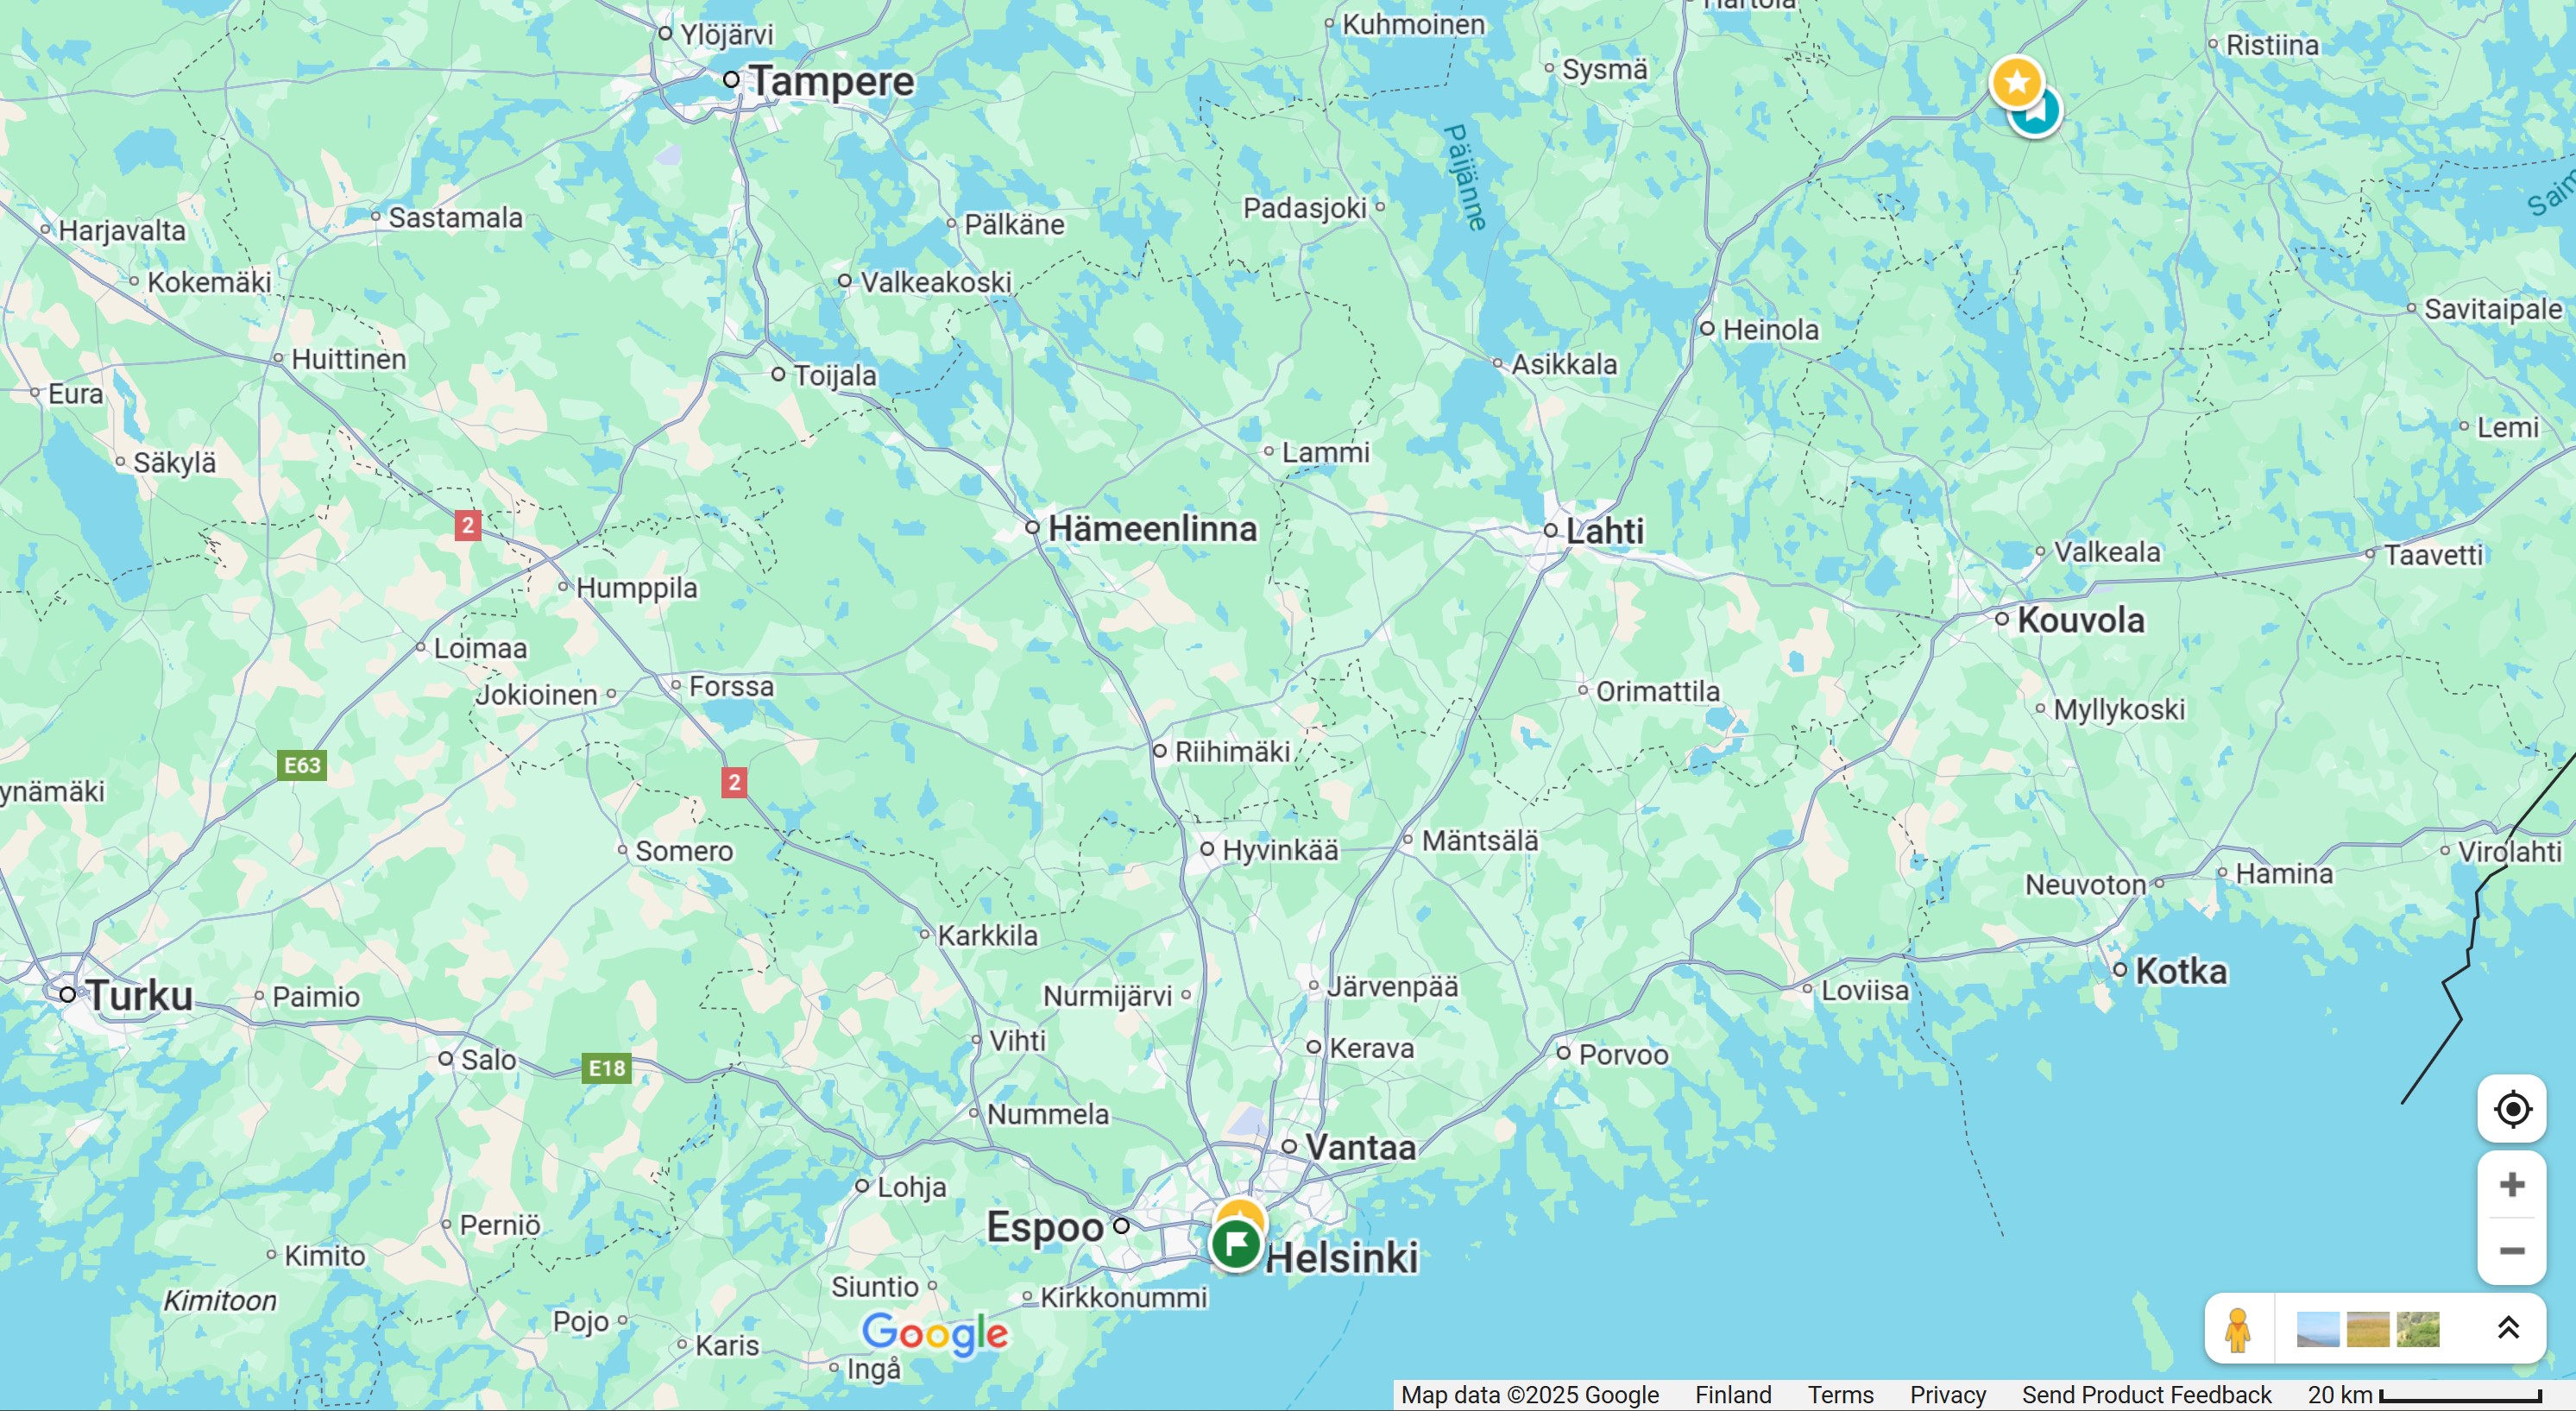 Hartola
Kuhmoinen
Ylöjärvi
Ristiina
Tampere
Sysmä
Päijänne
Saim
Padasjoki
Sastamala
Pälkäne
Harjavalta
Kokemäki
Valkeakoski
Savitaipale
Heinola
Huittinen
Asikkala
Toijala
Eura
Lemi
Lammi
Säkylä
2
Hämeenlinna
Lahti
Valkeala
Taavetti
Humppila
Kouvola
Loimaa
Forssa
Jokioinen
Orimattila
Myllykoski
Riihimäki
E63
2
ynämäki
Mäntsälä
Hyvinkää
Somero
Virolahti
Hamina
Neuvoton
Karkkila
Kotka
Järvenpää
Loviisa
Turku
Paimio
Nurmijärvi
Vihti
Kerava
Porvoo
Salo
E18
Nummela
Vantaa
Lohja
Perniö
Espoo
Kimito
Helsinki
Siuntio
Kirkkonummi
Kimitoon
Pojo
Google
Karis
Ingå
Map data ©2025 Google Finland Terms Privacy Send Product Feedback 20 km